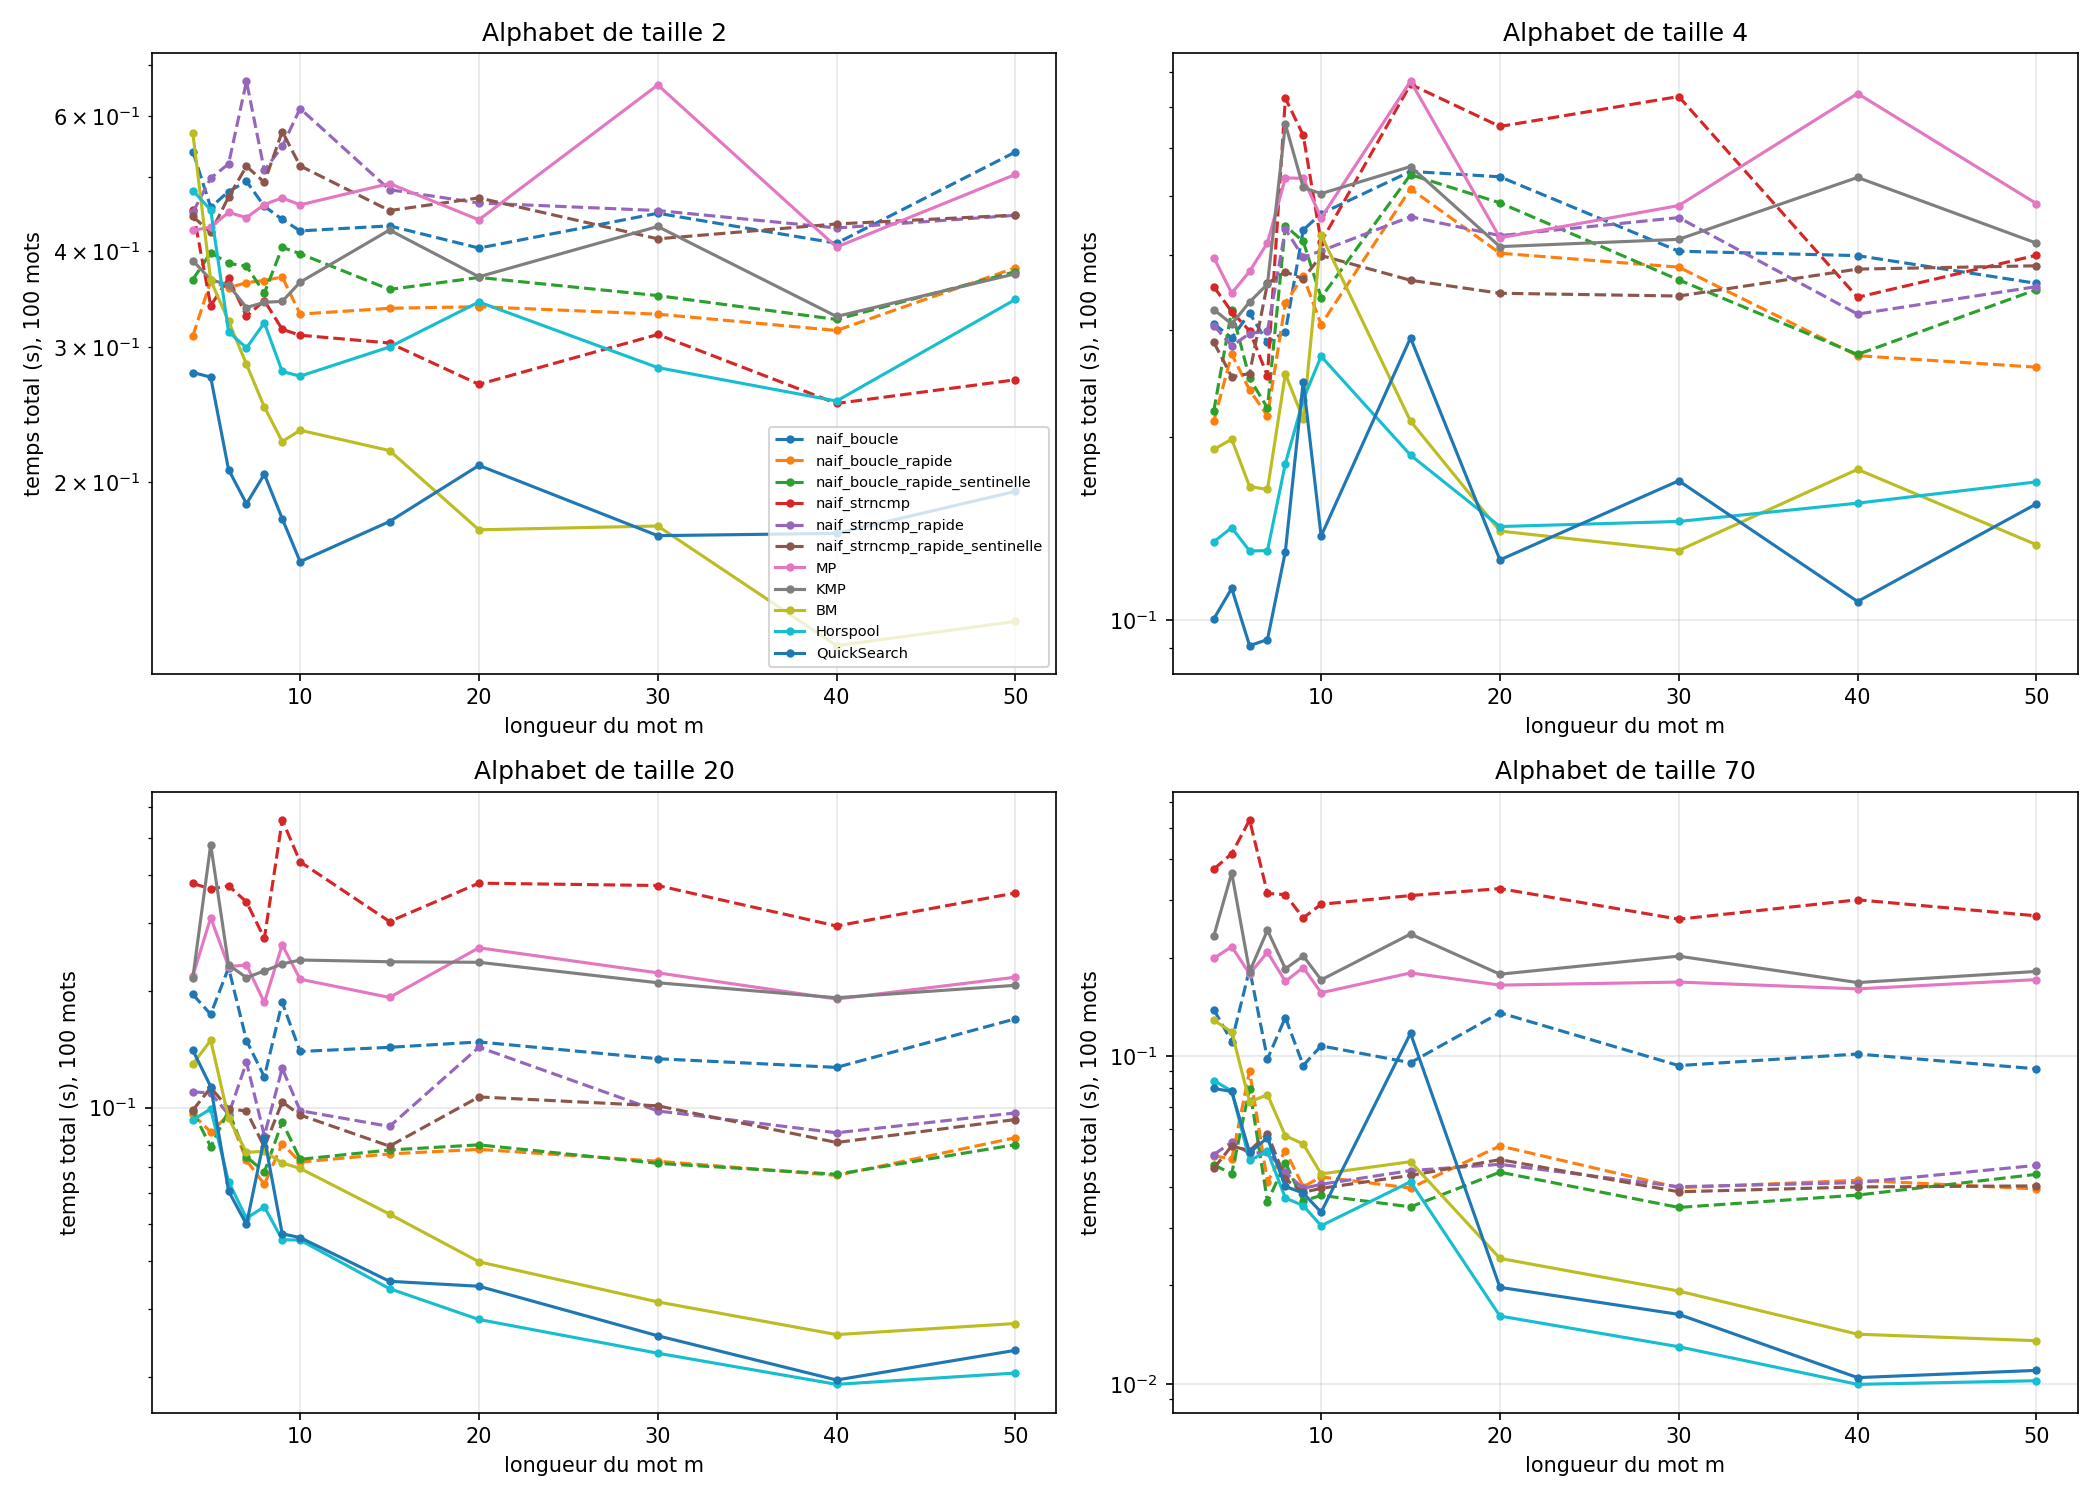 Alphabet de taille 2
temps total (s), 100 mots
6 × 10⁻¹
4 × 10⁻¹
3 × 10⁻¹
2 × 10⁻¹
naif_boucle
naif_boucle_rapide
naif_boucle_rapide_sentinelle
naif_strncmp
naif_strncmp_rapide
naif_strncmp_rapide_sentinelle
MP
KMP
BM
Horspool
QuickSearch
10 20 30 40 50
longueur du mot m
Alphabet de taille 4
temps total (s), 100 mots
10⁻¹
10 20 30 40 50
longueur du mot m
Alphabet de taille 20
temps total (s), 100 mots
10⁻¹
10 20 30 40 50
longueur du mot m
Alphabet de taille 70
temps total (s), 100 mots
10⁻¹
10⁻²
10 20 30 40 50
longueur du mot m